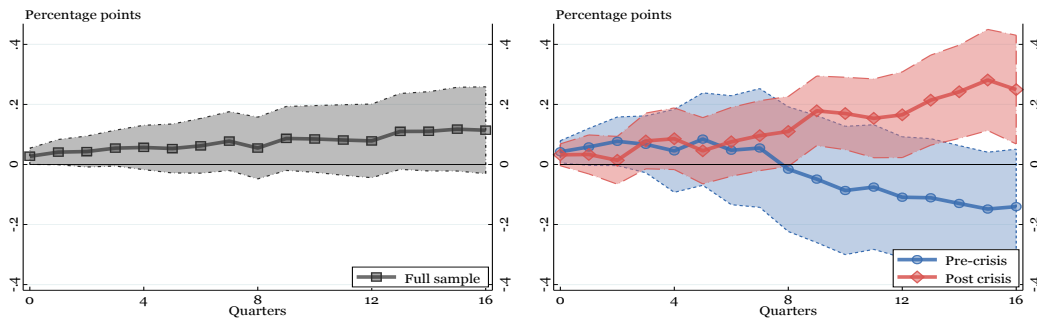 Percentage points
.4 .4
.2 .2
0 0
-.2 -.2
-.4 -.4
0 4 8 12 16
Quarters
Full sample
Percentage points
.4 .4
.2 .2
0 0
-.2 -.2
-.4 -.4
0 4 8 12 16
Quarters
Pre-crisis
Post crisis